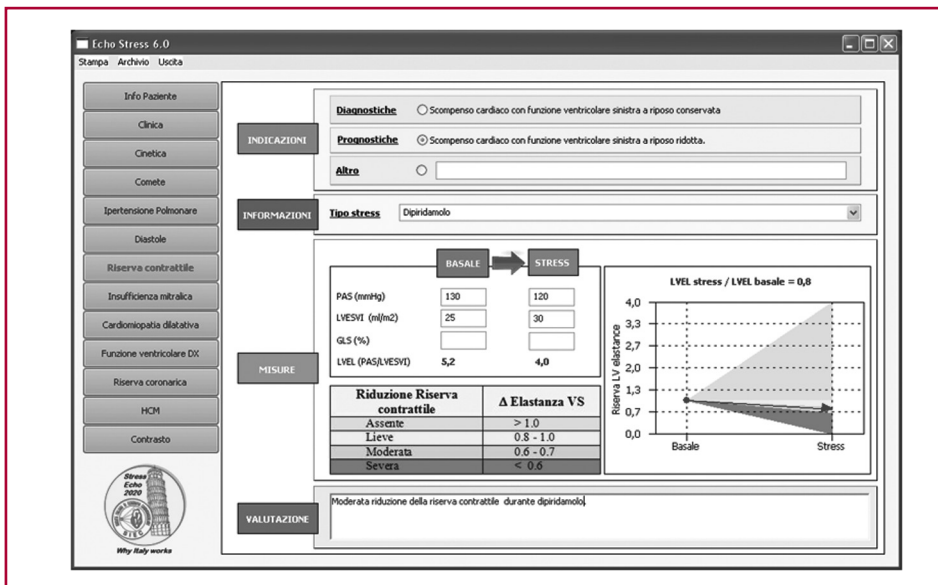 Echo Stress 6.0
Stampa Archivio Uscita
Info Paziente
Clinica
Cinetica
Comete
Ipertensione Polmonare
Diastole
Riserva contrattile
Insufficienza mitralica
Cardiomiopatia dilatativa
Funzione ventricolare DX
Riserva coronarica
HCM
Contrasto
Stress
Echo
2020
SIEC
Why Italy works
INDICAZIONI
Diagnostiche Scompenso cardiaco con funzione ventricolare sinistra a riposo conservata
Prognostiche Scompenso cardiaco con funzione ventricolare sinistra a riposo ridotta.
Altro
INFORMAZIONI
Tipo stress Dipiridamolo
MISURE
BASALE STRESS
PAS (mmHg) 130 120
LVESVI (ml/m2) 25 30
GLS (%)
LVEL (PAS/LVESVI) 5,2 4,0
Riduzione Riserva contrattile Δ Elastanza VS
Assente > 1.0
Lieve 0.8 - 1.0
Moderata 0.6 - 0.7
Severa < 0.6
LVEL stress / LVEL basale = 0,8
Riserva LV elastance
4,0
3,3
2,7
2,0
1,3
0,7
0,0
Basale Stress
VALUTAZIONE
Moderata riduzione della riserva contrattile durante dipiridamolo.